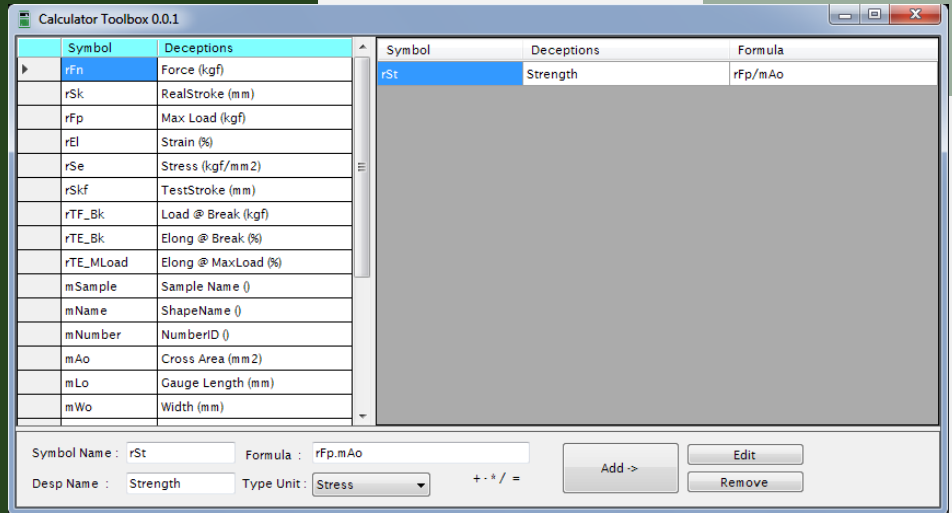 Calculator Toolbox 0.0.1
Symbol Deceptions
rFn Force (kgf)
rSk RealStroke (mm)
rFp Max Load (kgf)
rEl Strain (%)
rSe Stress (kgf/mm2)
rSkf TestStroke (mm)
rTF_Bk Load @ Break (kgf)
rTE_Bk Elong @ Break (%)
rTE_MLoad Elong @ MaxLoad (%)
mSample Sample Name ()
mName ShapeName ()
mNumber NumberID ()
mAo Cross Area (mm2)
mLo Gauge Length (mm)
mWo Width (mm)
Symbol Deceptions Formula
rSt Strength rFp/mAo
Symbol Name : rSt Formula : rFp.mAo
Desp Name : Strength Type Unit : Stress + - * / =
Add ->
Edit
Remove